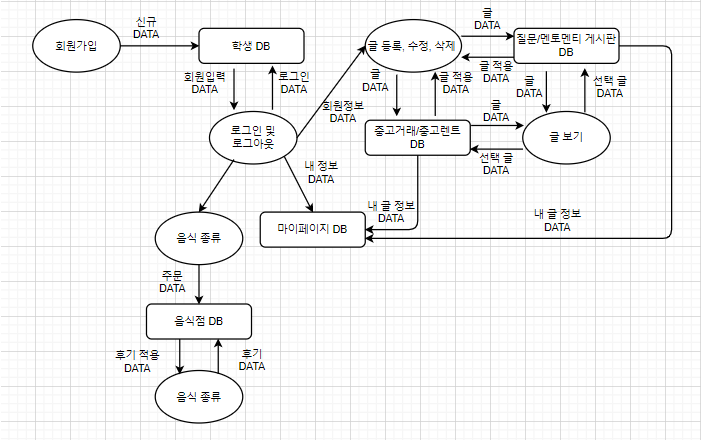 회원가입
신규
DATA
학생 DB
글 등록, 수정, 삭제
글
DATA
질문/멘토멘티 게시판
DB
글 적용
DATA
회원입력
DATA
로그인
DATA
회원정보
DATA
글
DATA
글 적용
DATA
글
DATA
선택 글
DATA
로그인 및
로그아웃
중고거래/중고렌트
DB
글
DATA
선택 글
DATA
글 보기
내 정보
DATA
내 글 정보
DATA
내 글 정보
DATA
음식 종류
마이페이지 DB
주문
DATA
음식점 DB
후기 적용
DATA
후기
DATA
음식 종류